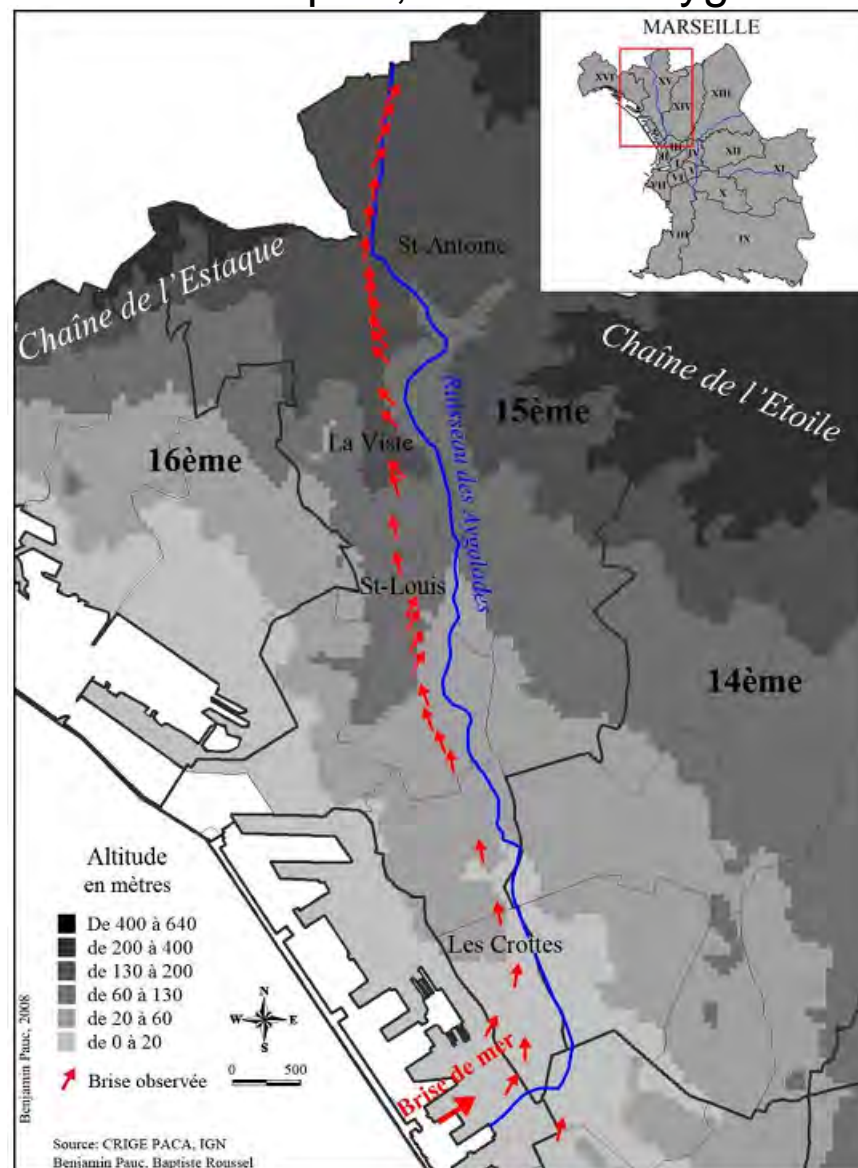 MARSEILLE
XVI
XV
XIV
XIII
III
II
IV
I
V
XII
XI
VII
VI
X
VIII
IX
St-Antoine
Chaîne de l'Estaque
Chaîne de l'Etoile
Ruisseau des Aygalades
15ème
La Viste
16ème
St-Louis
14ème
Les Crottes
Brise de mer
Altitude
en mètres
De 400 à 640
de 200 à 400
de 130 à 200
de 60 à 130
de 20 à 60
de 0 à 20
N
W E
S
Brise observée
0 500
Benjamin Pauc, 2008
Source: CRIGE PACA, IGN
Benjamin Pauc, Baptiste Roussel